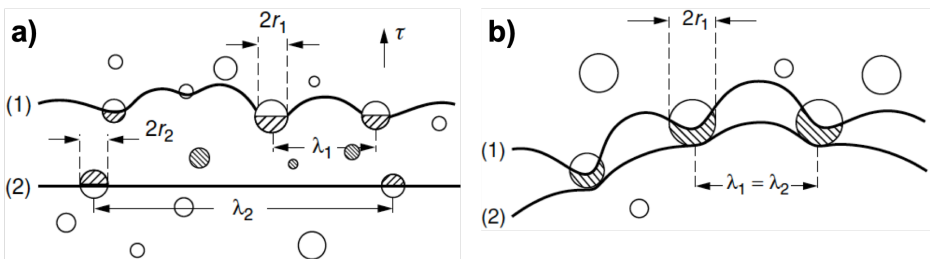 a)
2r₁
τ
(1)
2r₂
λ₁
(2)
λ₂
b)
2r₁
(1)
λ₁ = λ₂
(2)